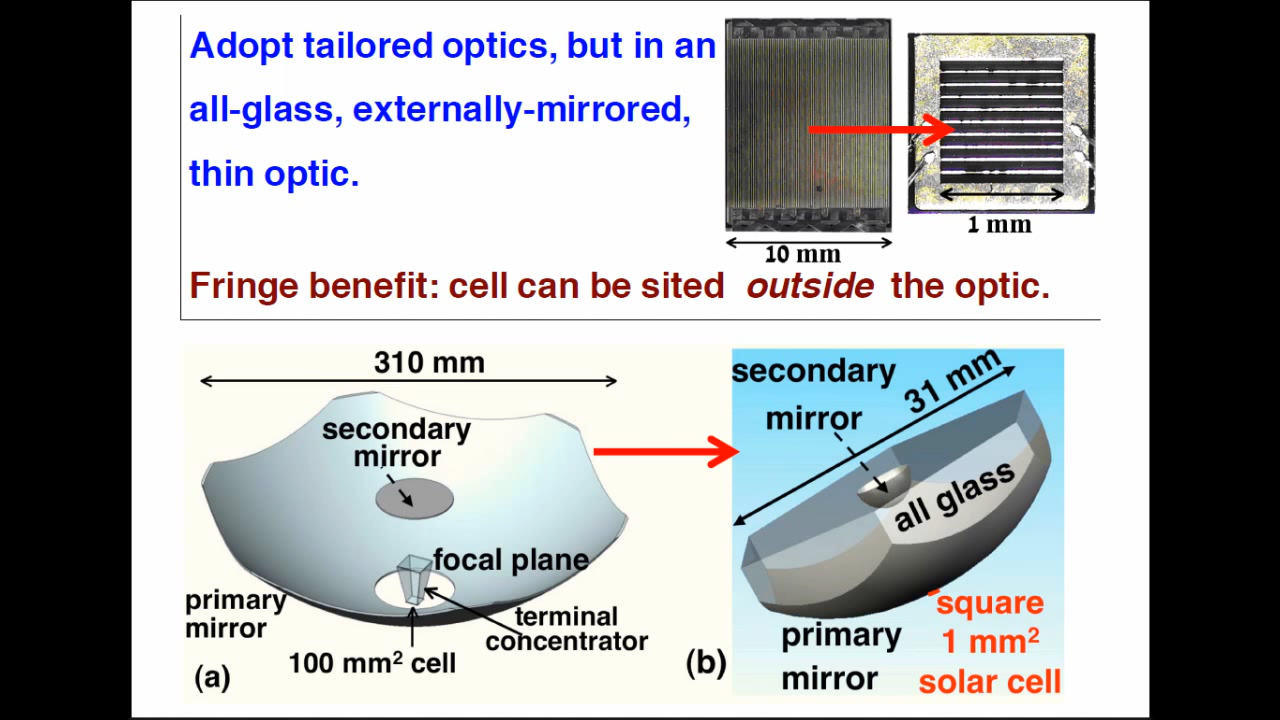 Adopt tailored optics, but in an
all-glass, externally-mirrored,
thin optic.
10 mm
1 mm
Fringe benefit: cell can be sited outside the optic.
310 mm
secondary
mirror
focal plane
primary
mirror
terminal
concentrator
100 mm² cell
(a)
secondary
mirror
31 mm
all glass
primary
mirror
square
1 mm²
solar cell
(b)